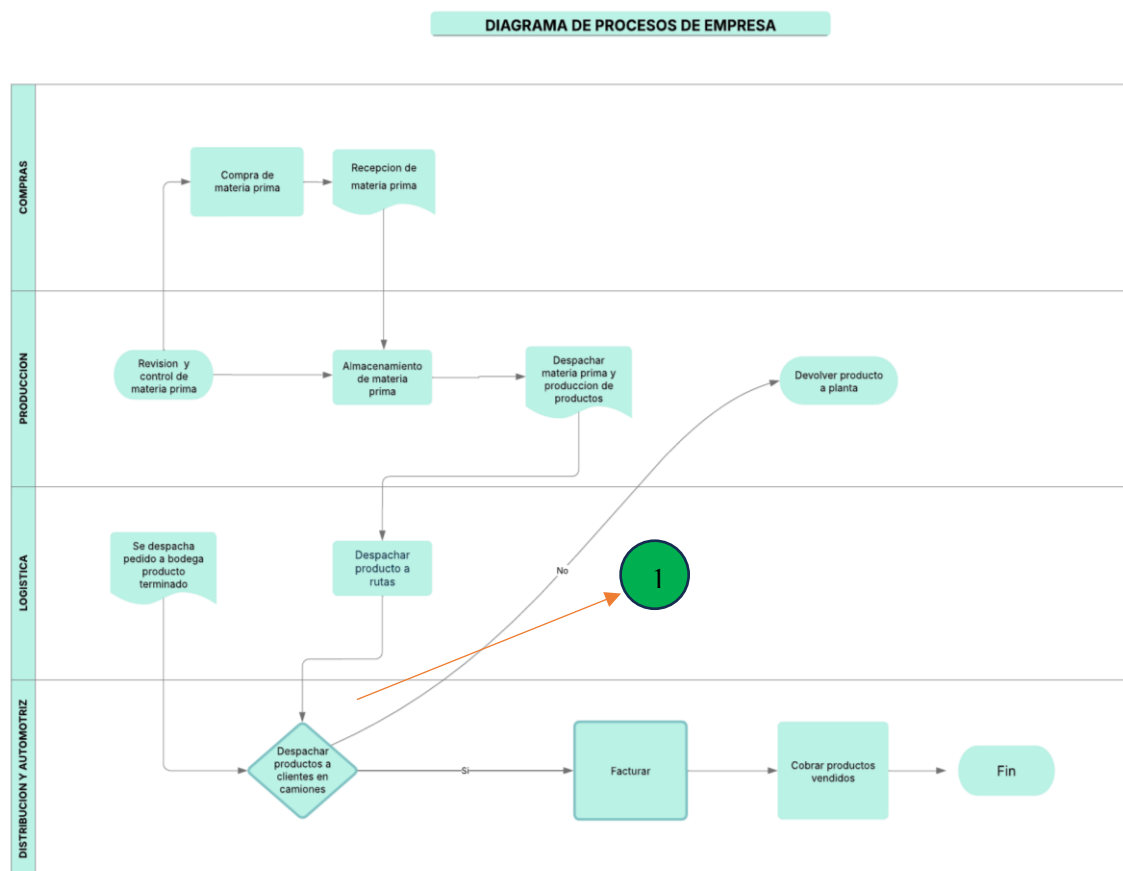 DIAGRAMA DE PROCESOS DE EMPRESA
COMPRAS
Compra de
materia prima
Recepcion de
materia prima
PRODUCCION
Revision y
control de
materia prima
Almacenamiento
de materia
prima
Despachar
materia prima y
produccion de
productos
Devolver producto
a planta
LOGISTICA
Se despacha
pedido a bodega
producto
terminado
Despachar
producto a
rutas
No
1
DISTRIBUCION Y AUTOMOTRIZ
Despachar
productos a
clientes en
camiones
Si
Facturar
Cobrar productos
vendidos
Fin